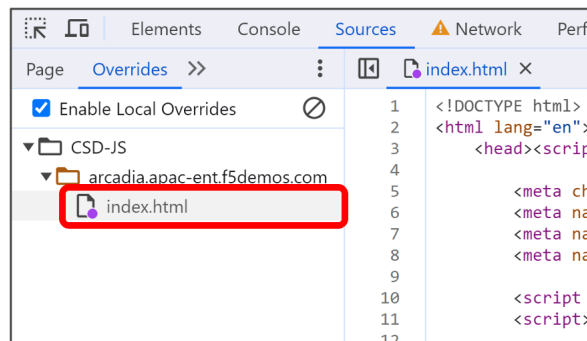 Elements Console Sources Network Perf
Page Overrides index.html
Enable Local Overrides
CSD-JS
arcadia.apac-ent.f5demos.com
index.html
1 <!DOCTYPE html>
2 <html lang="en">
3 <head><scrip
4
5 <meta ch
6 <meta na
7 <meta na
8 <meta na
9
10 <script
11 <script>
12